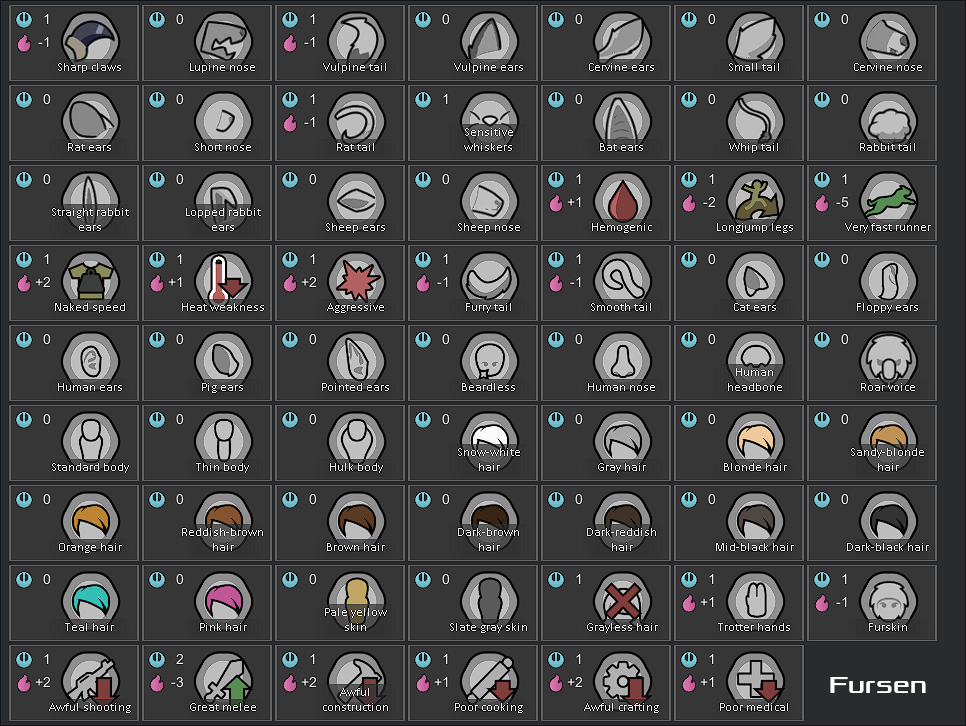 1 0 1 0 0 0 0
-1 -1
Sharp claws Lupine nose Vulpine tail Vulpine ears Cervine ears Small tail Cervine nose
0 0 1 1 0 0 0
-1
Rat ears Short nose Rat tail Sensitive whiskers Bat ears Whip tail Rabbit tail
0 0 0 0 1 1 1
+1 -2 -5
Straight rabbit ears Lopped rabbit ears Sheep ears Sheep nose Hemogenic Longjump legs Very fast runner
1 1 1 1 1 0 0
+2 +1 +2 -1 -1
Naked speed Heat weakness Aggressive Furry tail Smooth tail Cat ears Floppy ears
0 0 0 0 0 0 0
Human ears Pig ears Pointed ears Beardless Human nose Human headbone Roar voice
0 0 0 0 0 0 0
Standard body Thin body Hulk body Snow-white hair Gray hair Blonde hair Sandy-blonde hair
0 0 0 0 0 0 0
Orange hair Reddish-brown hair Brown hair Dark-brown hair Dark-reddish hair Mid-black hair Dark-black hair
0 0 0 0 1 1 1
+1 -1
Teal hair Pink hair Pale yellow skin Slate gray skin Grayless hair Trotter hands Furskin
1 2 1 1 1 1
+2 -3 +2 +1 +2 +1
Awful shooting Great melee Awful construction Poor cooking Awful crafting Poor medical
Fursen